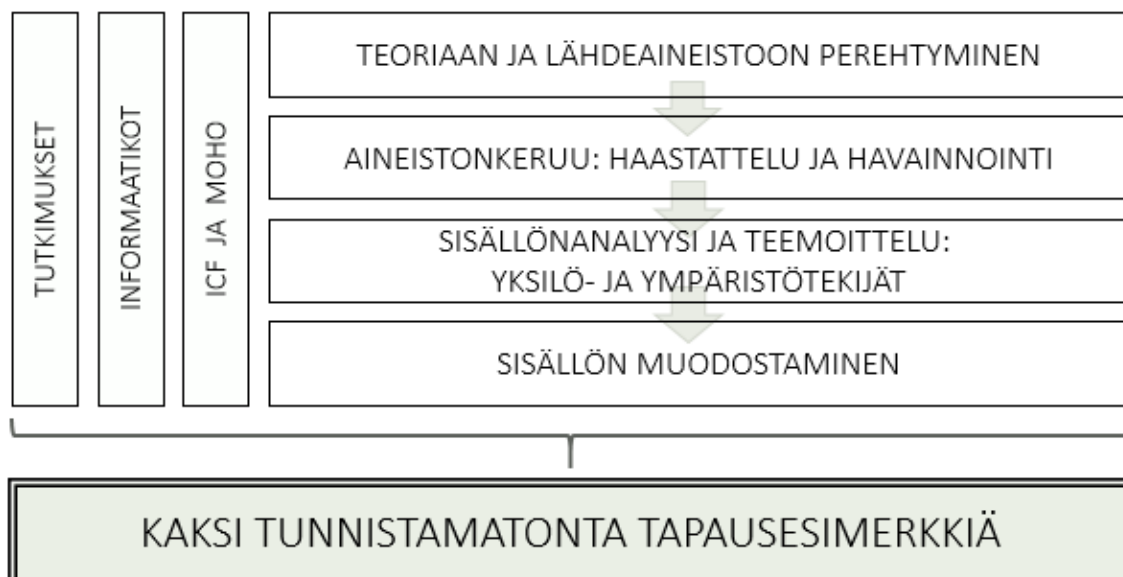 TUTKIMUKSET
INFORMAATIKOT
ICF JA MOHO
TEORIAAN JA LÄHDEAINEISTOON PEREHTYMINEN
AINEISTONKERUU: HAASTATTELU JA HAVAINNOINTI
SISÄLLÖNANALYYSI JA TEEMOITTELU:
YKSILÖ- JA YMPÄRISTÖTEKIJÄT
SISÄLLÖN MUODOSTAMINEN
KAKSI TUNNISTAMATONTA TAPAUSESIMERKKIÄ